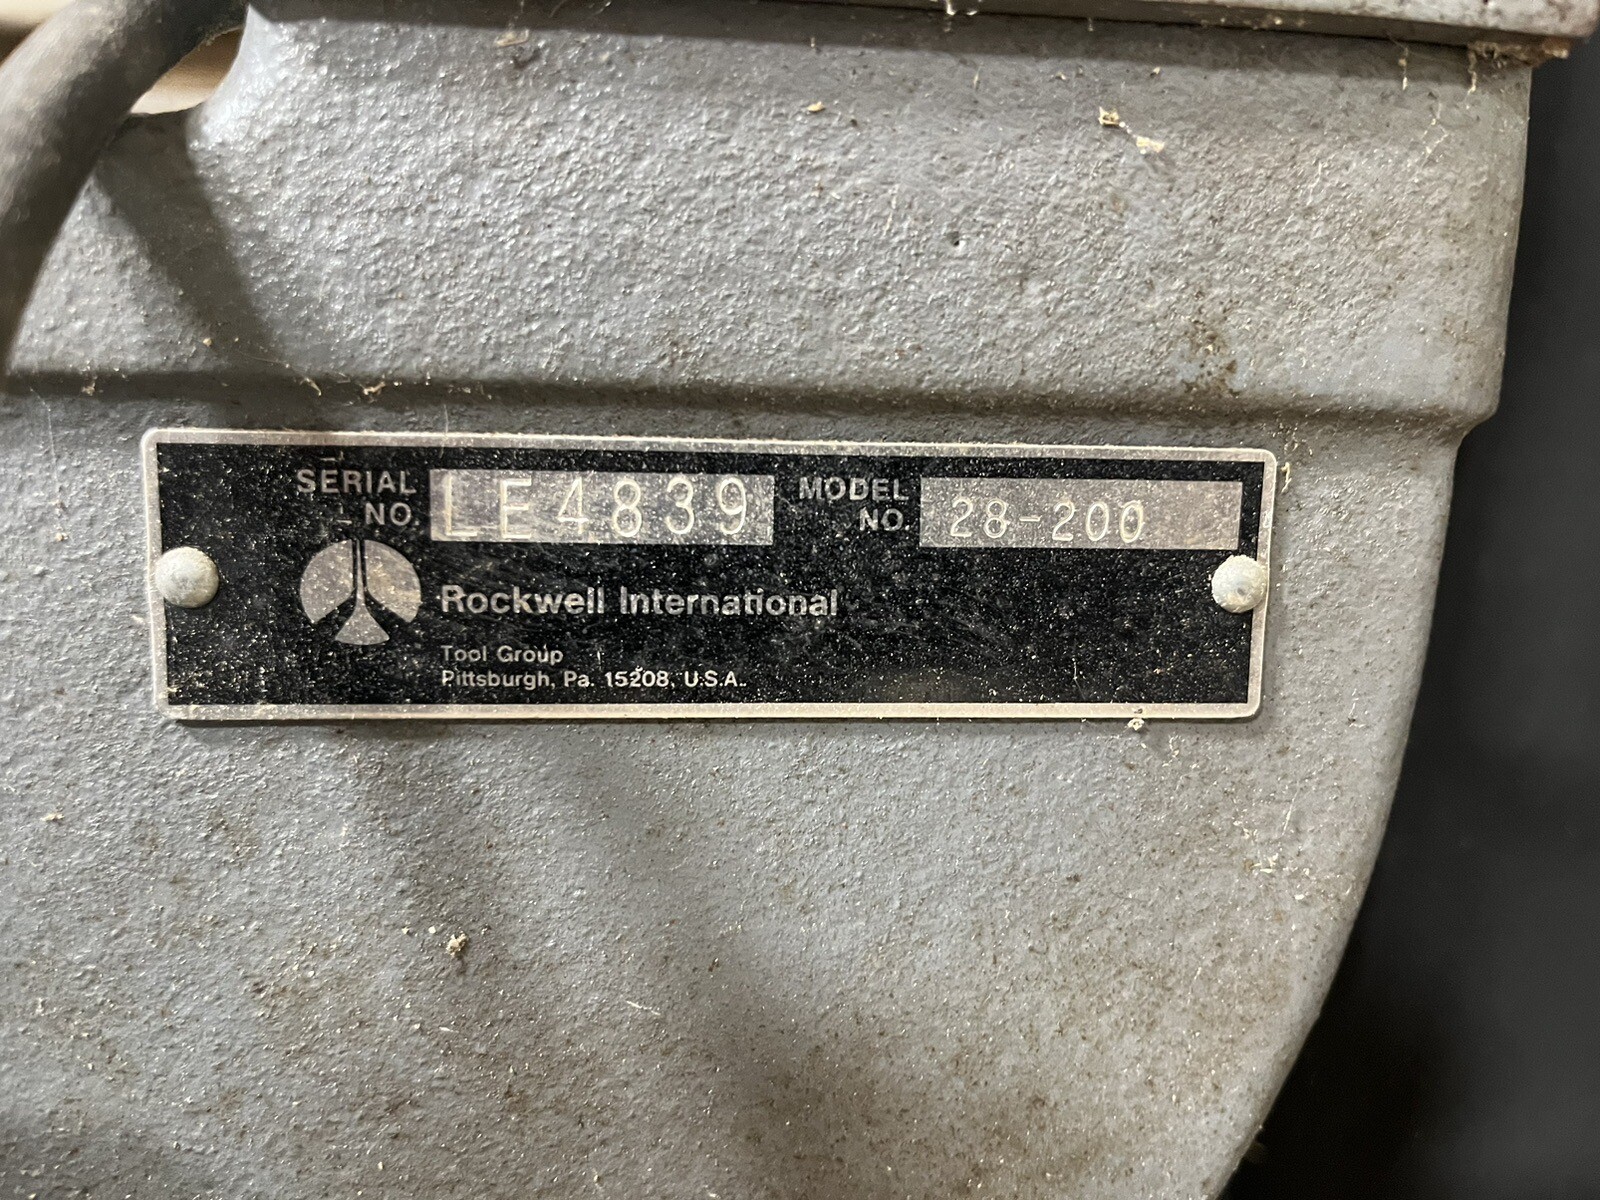 SERIAL NO. LE4839 MODEL NO. 28-200
Rockwell International
Tool Group
Pittsburgh, Pa. 15208, U.S.A.